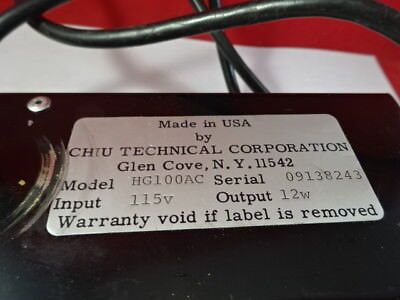 Made in USA
by
CHIU TECHNICAL CORPORATION
Glen Cove, N.Y. 11542
Model HG100AC Serial 09138243
Input 115v Output 12w
Warranty void if label is removed